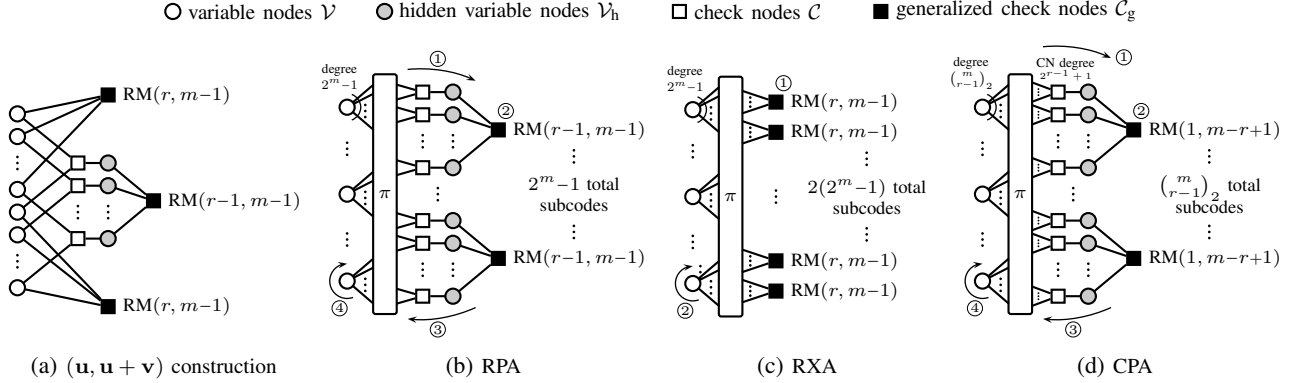 variable nodes 𝒱 hidden variable nodes 𝒱h check nodes 𝒞 generalized check nodes 𝒞g
RM(r, m−1)
RM(r−1, m−1)
RM(r, m−1)
(a) (u, u + v) construction
degree
2^m−1
①
②
RM(r−1, m−1)
π
2^m−1 total
subcodes
RM(r−1, m−1)
④
③
(b) RPA
degree
2^m−1
①
RM(r, m−1)
RM(r, m−1)
π
2(2^m−1) total
subcodes
RM(r, m−1)
RM(r, m−1)
②
(c) RXA
degree
(m r−1)_2
CN degree
2^{r−1} + 1
①
②
RM(1, m−r+1)
π
(m r−1)_2 total
subcodes
RM(1, m−r+1)
④
③
(d) CPA